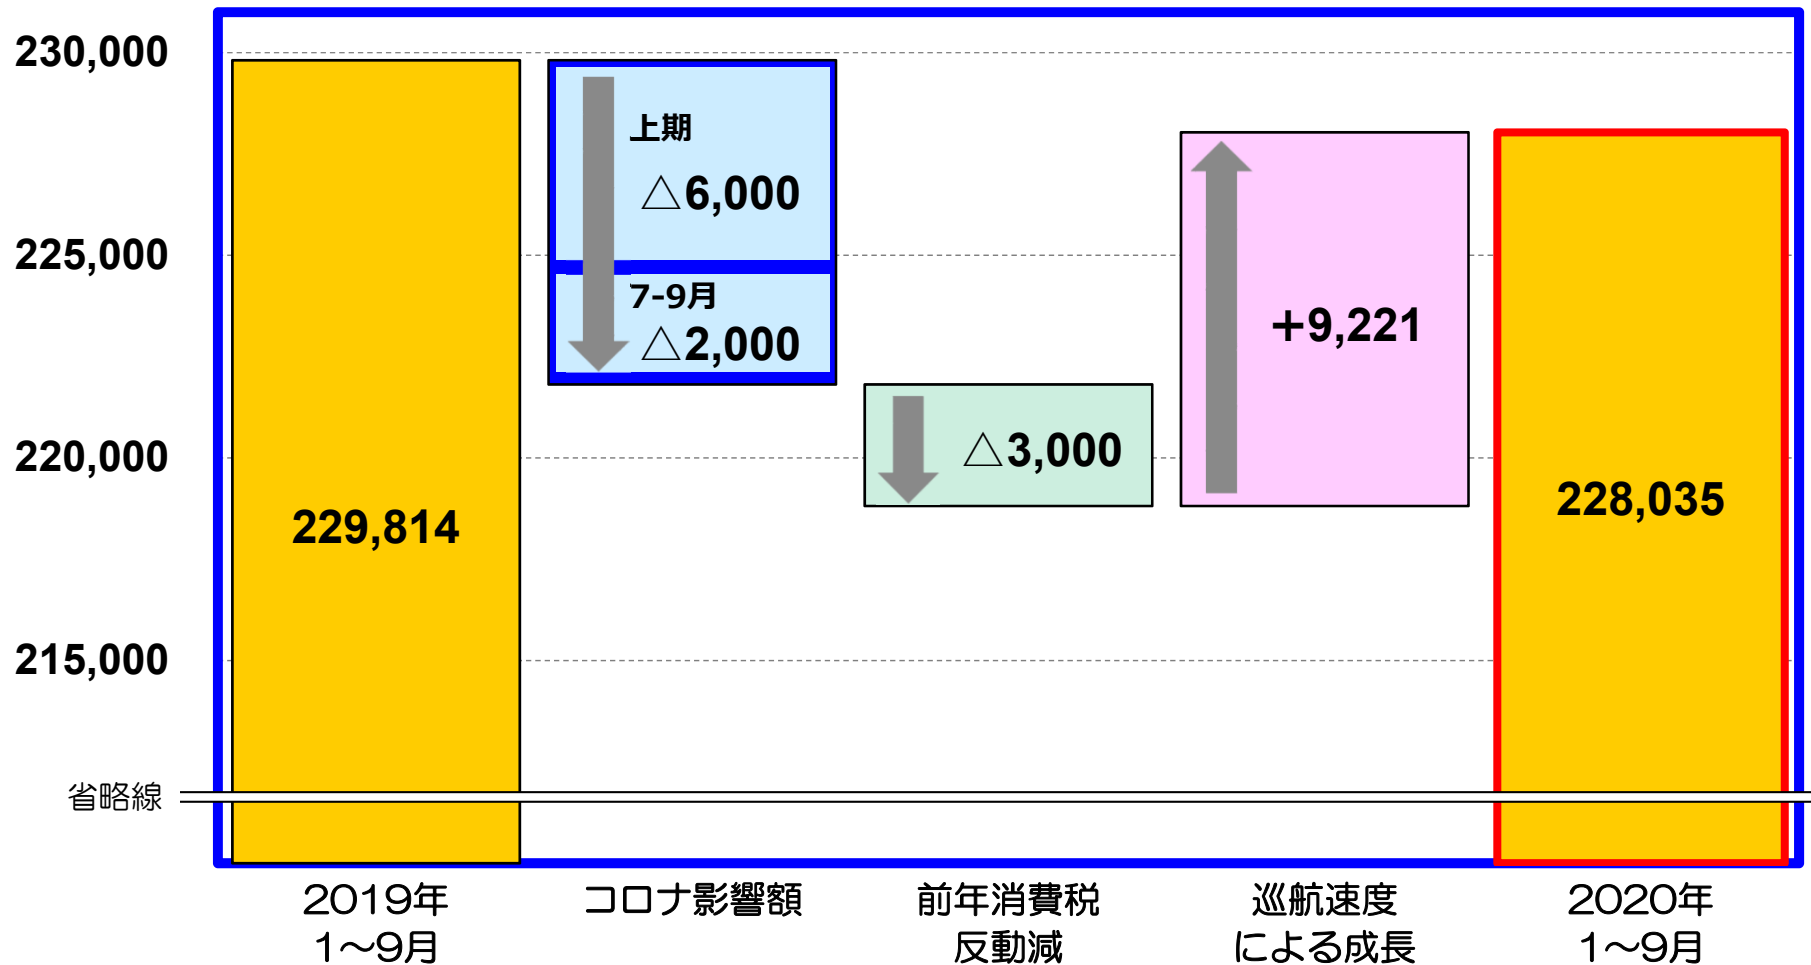 230,000
225,000
220,000
215,000
省略線
229,814
上期
△6,000
7-9月
△2,000
△3,000
+9,221
228,035
2019年
1～9月
コロナ影響額
前年消費税
反動減
巡航速度
による成長
2020年
1～9月